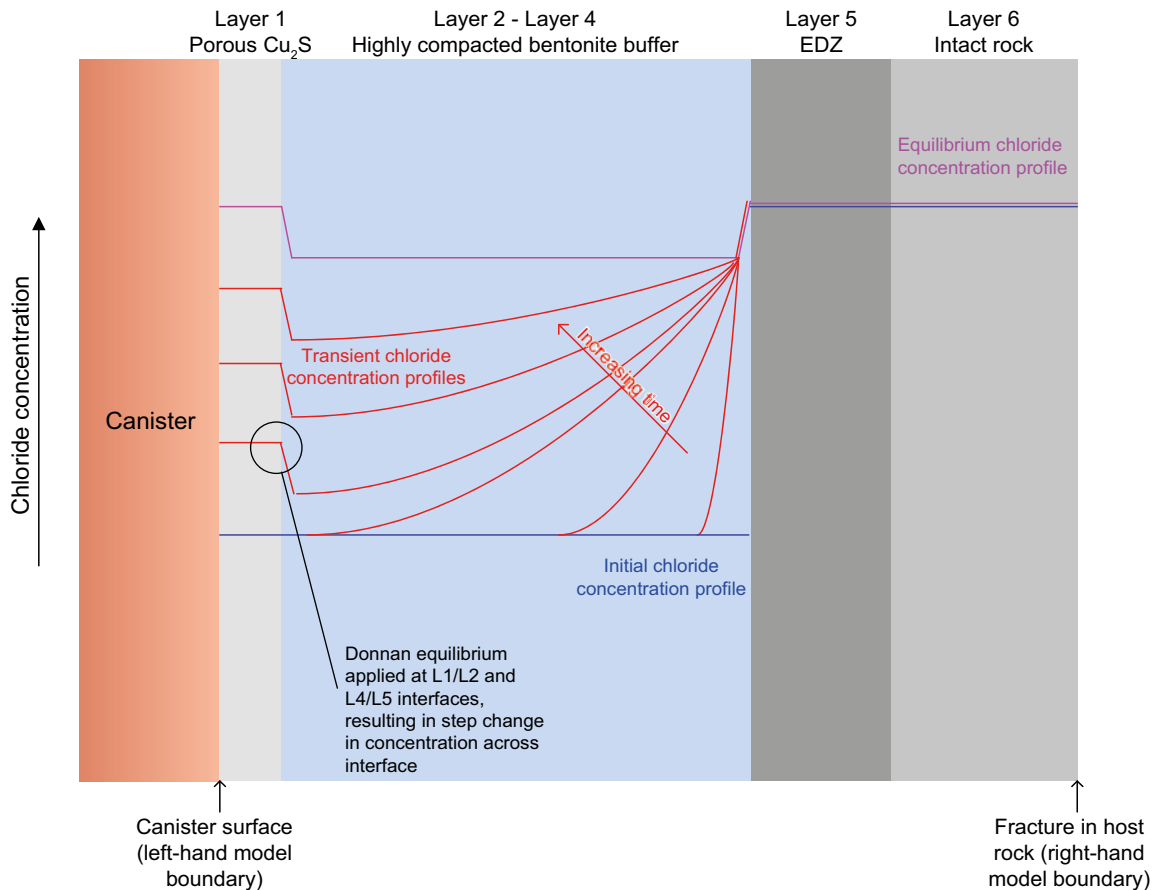 Layer 1
Porous Cu₂S
Layer 2 - Layer 4
Highly compacted bentonite buffer
Layer 5
EDZ
Layer 6
Intact rock
Equilibrium chloride
concentration profile
Chloride concentration
Canister
Transient chloride
concentration profiles
Increasing time
Initial chloride
concentration profile
Donnan equilibrium
applied at L1/L2 and
L4/L5 interfaces,
resulting in step change
in concentration across
interface
Canister surface
(left-hand model
boundary)
Fracture in host
rock (right-hand
model boundary)